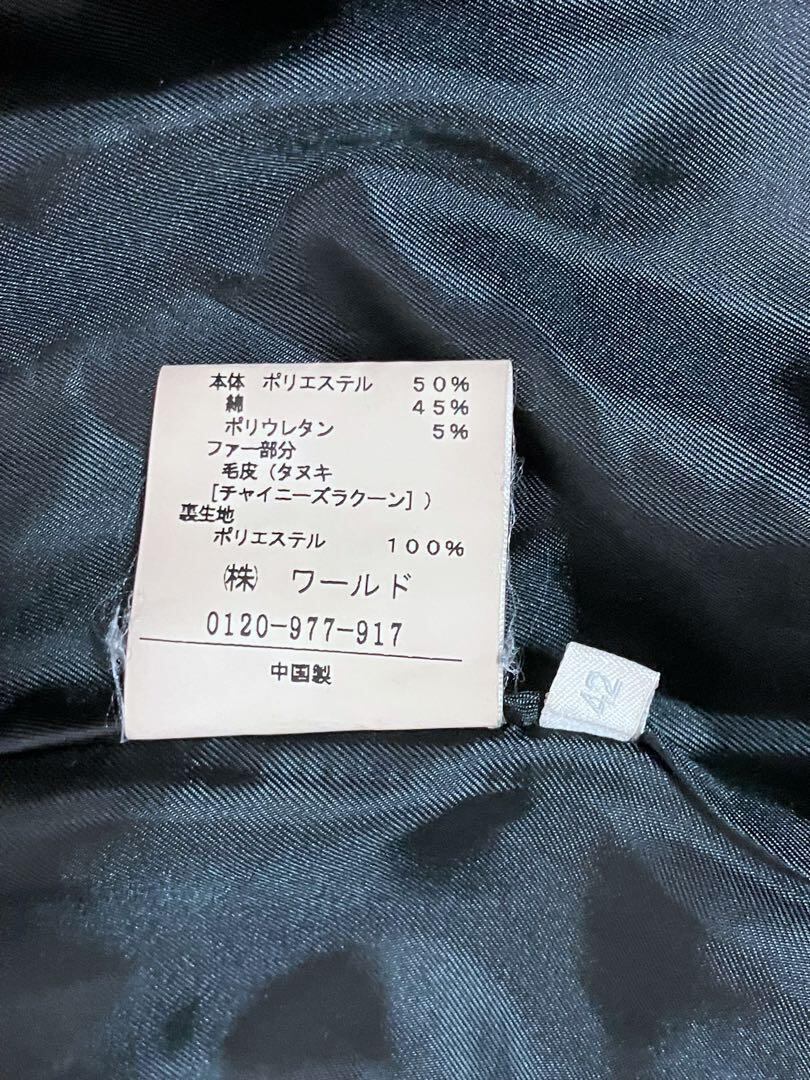 本体 ポリエステル 50%
綿 45%
ポリウレタン 5%
ファー部分
毛皮(タヌキ
[チャイニーズラクーン])
裏生地
ポリエステル 100%
㈱ ワールド
0120-977-917
中国製
42